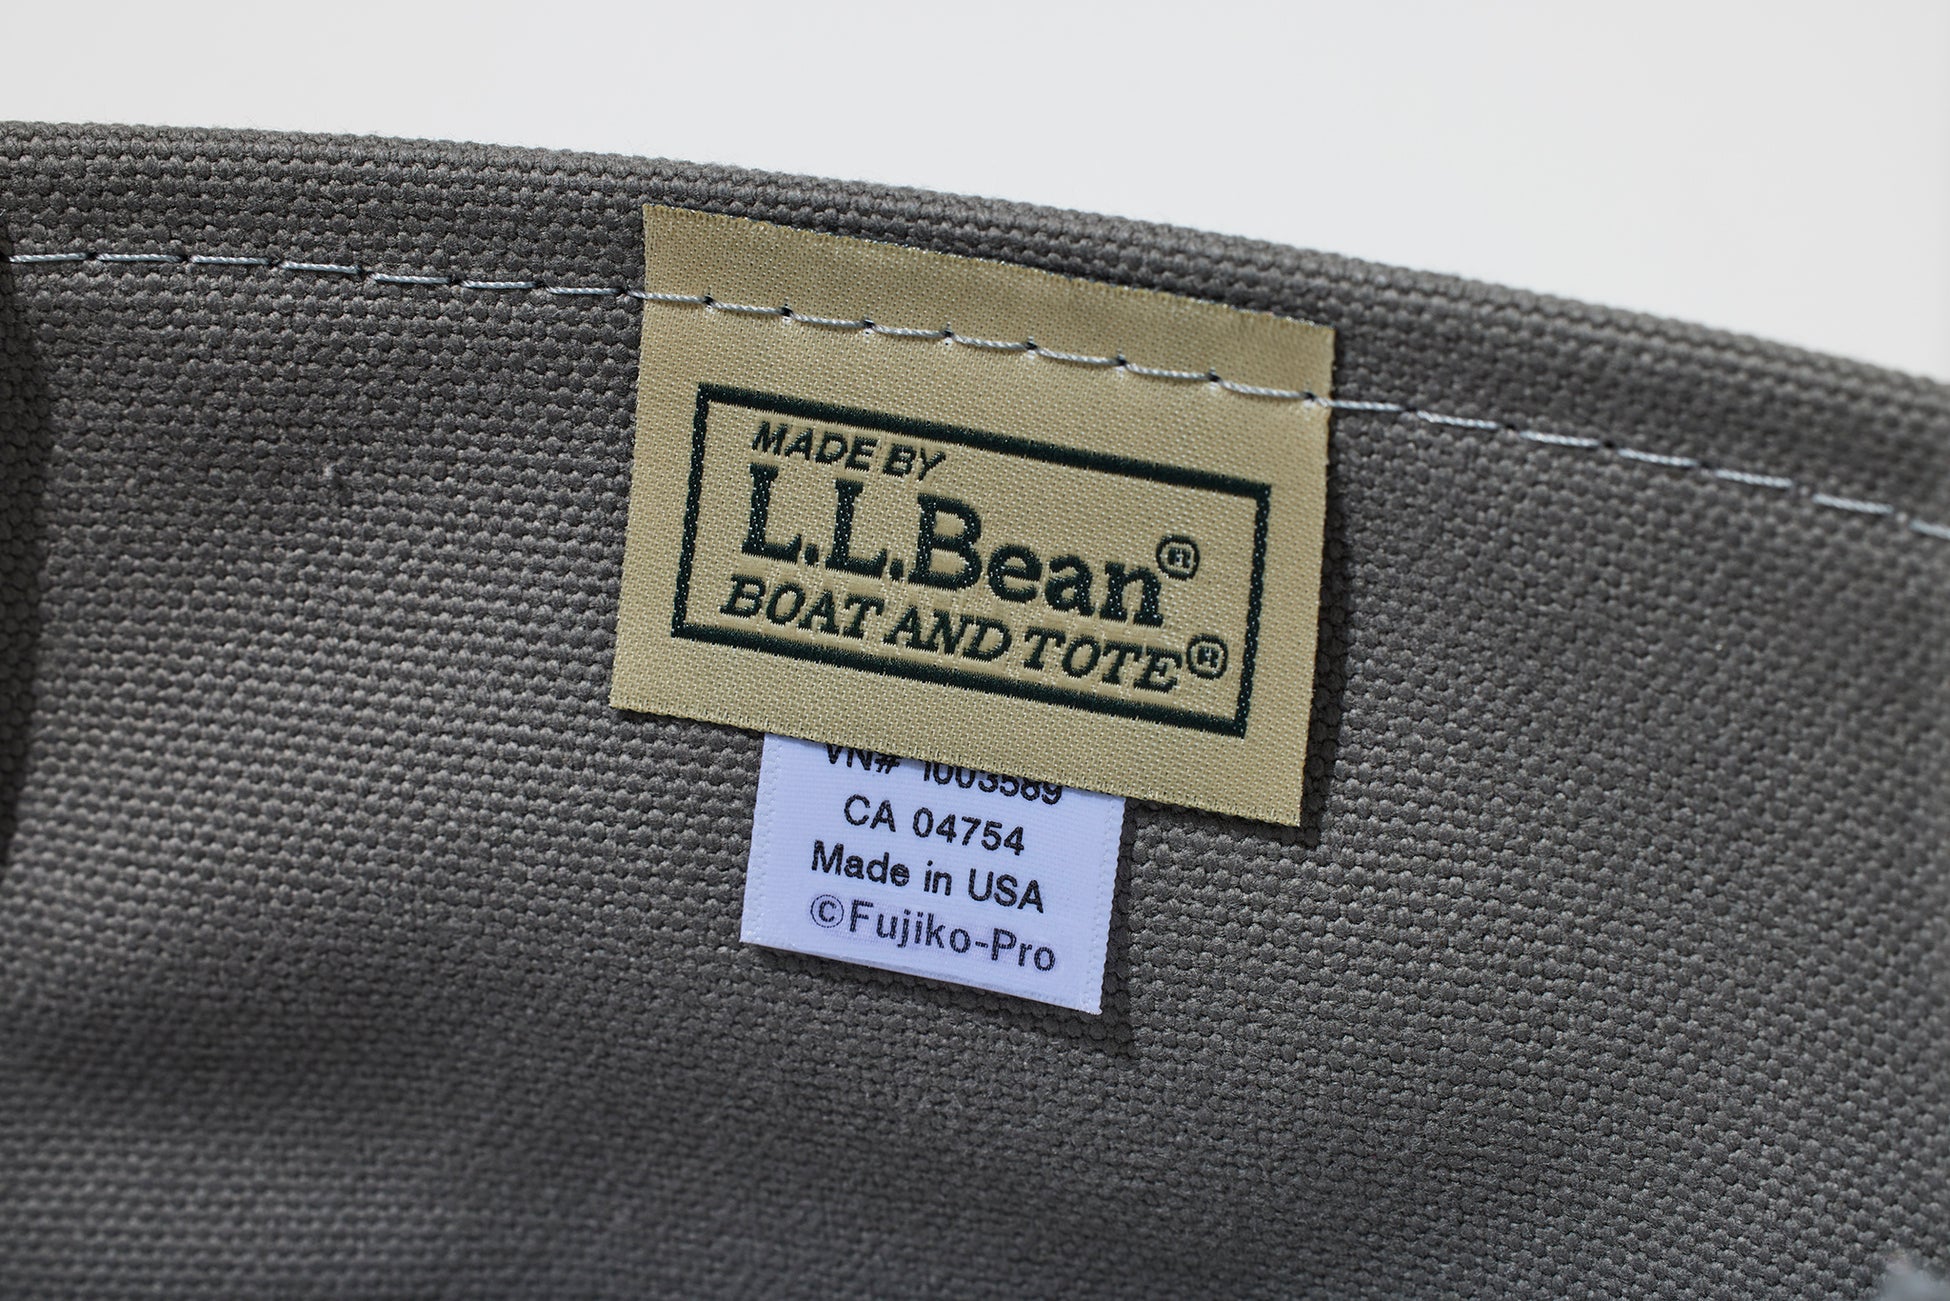 MADE BY
L.L.Bean®
BOAT AND TOTE®
VN# 1003589
CA 04754
Made in USA
©Fujiko-Pro